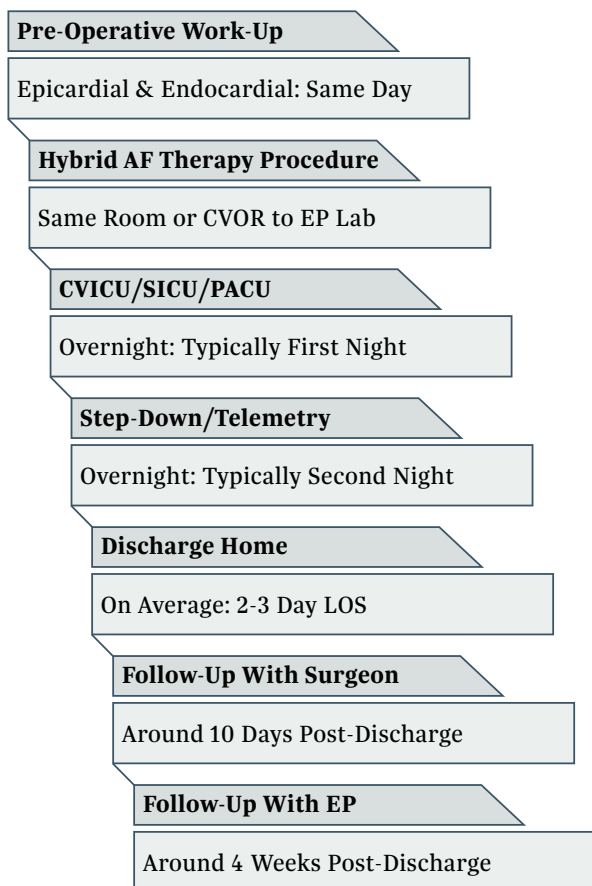 Pre-Operative Work-Up
Epicardial & Endocardial: Same Day
Hybrid AF Therapy Procedure
Same Room or CVOR to EP Lab
CVICU/SICU/PACU
Overnight: Typically First Night
Step-Down/Telemetry
Overnight: Typically Second Night
Discharge Home
On Average: 2-3 Day LOS
Follow-Up With Surgeon
Around 10 Days Post-Discharge
Follow-Up With EP
Around 4 Weeks Post-Discharge